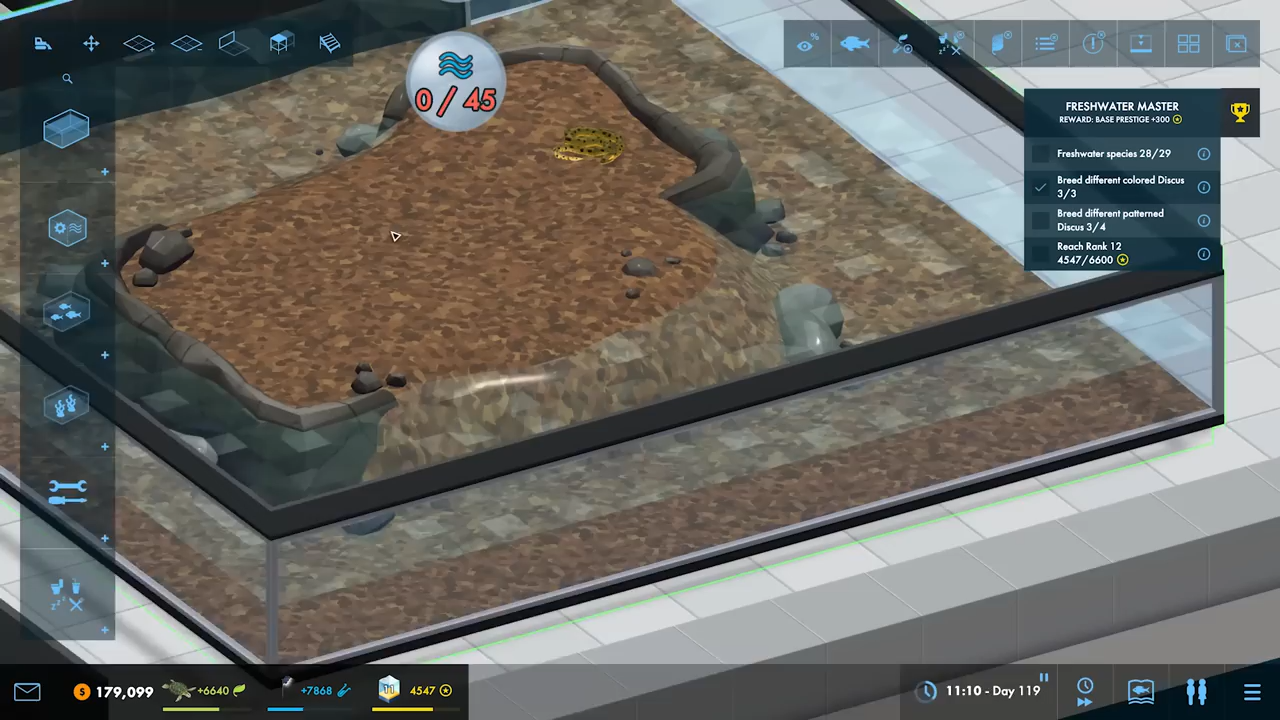 0 / 45
FRESHWATER MASTER
REWARD: BASE PRESTIGE +300
Freshwater species 28/29
Breed different colored Discus
3/3
Breed different patterned
Discus 3/4
Reach Rank 12
4547/6600
179,099
+6640
+7868
4547
11:10 - Day 119